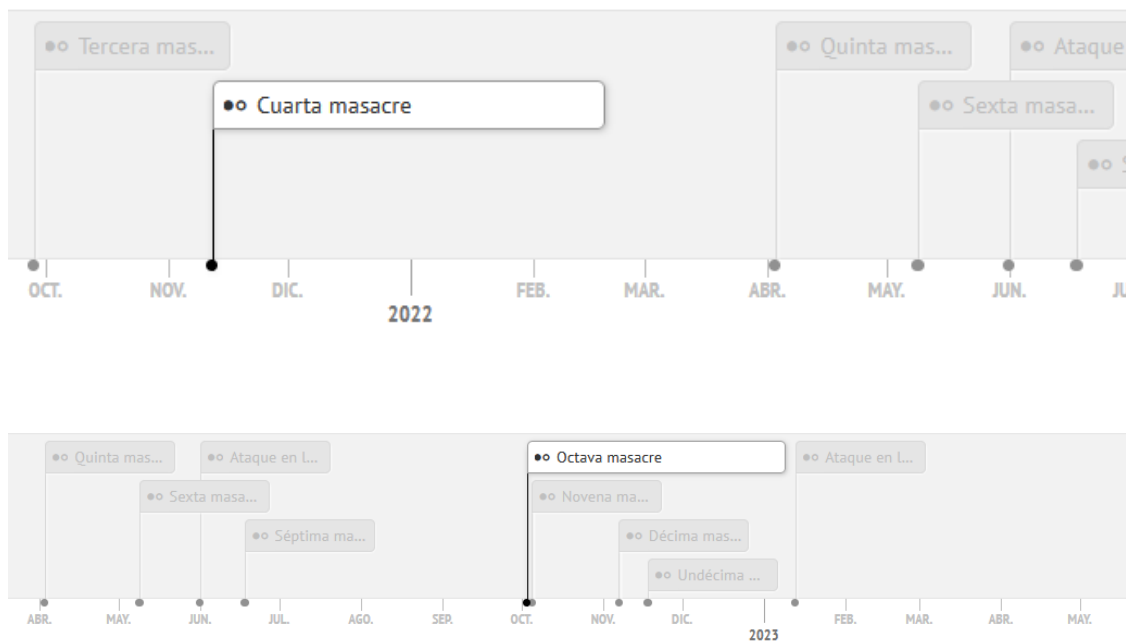 Tercera mas...
Quinta mas...
Ataque
Cuarta masacre
Sexta masa...
S
OCT. NOV. DIC. FEB. MAR. ABR. MAY. JUN. JU
2022
Quinta mas... Ataque en l... Octava masacre Ataque en l...
Sexta masa... Novena ma...
Séptima ma... Décima mas...
Undécima ...
ABR. MAY. JUN. JUL. AGO. SEP. OCT. NOV. DIC. FEB. MAR. ABR. MAY.
2023